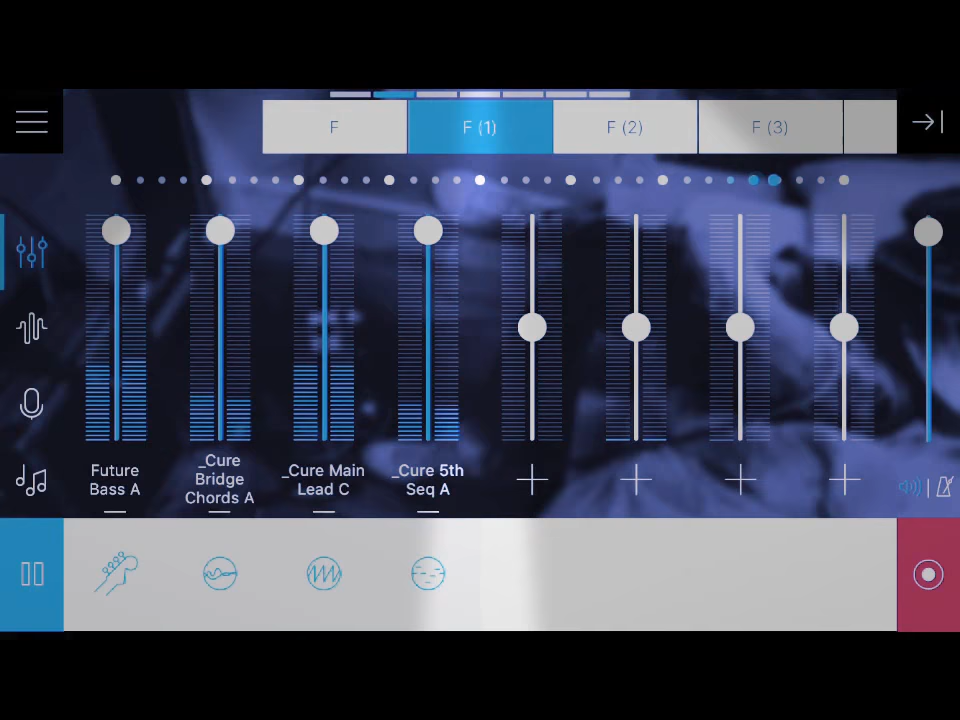 F
F (1)
F (2)
F (3)
Future
Bass A
_Cure
Bridge
Chords A
_Cure Main
Lead C
_Cure 5th
Seq A